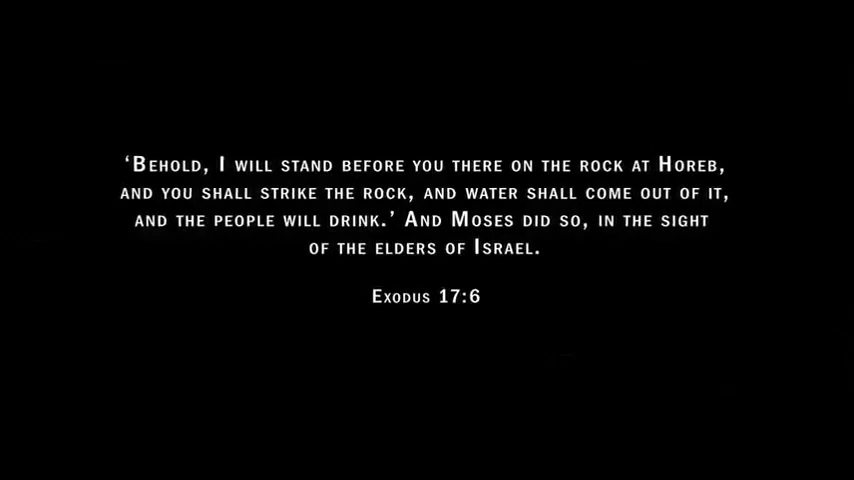 ‘Behold, I will stand before you there on the rock at Horeb,
and you shall strike the rock, and water shall come out of it,
and the people will drink.’ And Moses did so, in the sight
of the elders of Israel.
Exodus 17:6